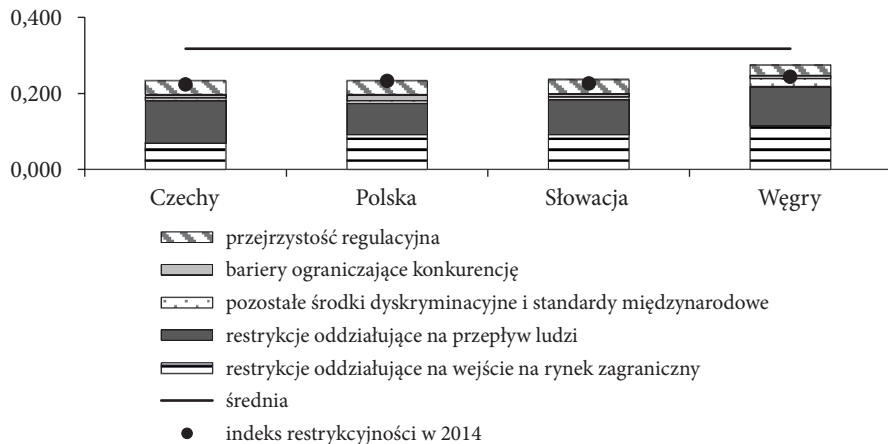 0,400
0,200
0,000
Czechy Polska Słowacja Węgry
przejrzystość regulacyjna
bariery ograniczające konkurencję
pozostałe środki dyskryminacyjne i standardy międzynarodowe
restrykcje oddziałujące na przepływ ludzi
restrykcje oddziałujące na wejście na rynek zagraniczny
średnia
indeks restrykcyjności w 2014